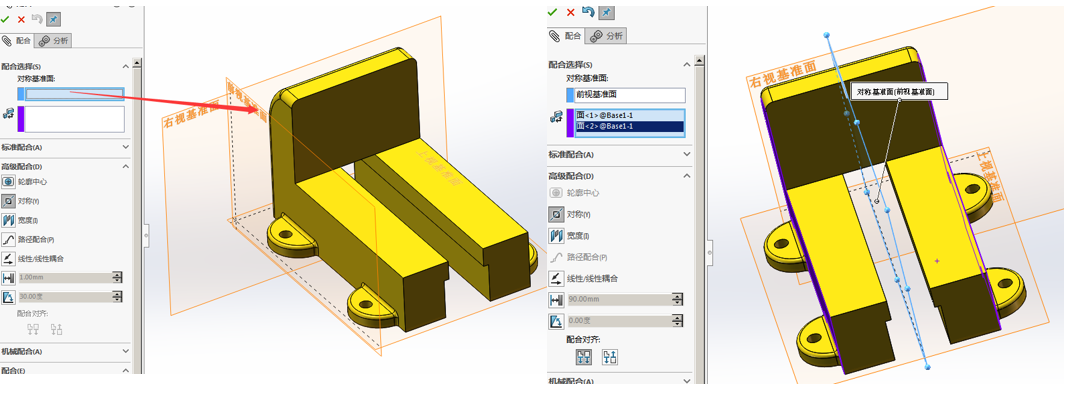 配合
分析
配合选择(S)
对称基准面:
标准配合(A)
高级配合(D)
轮廓中心
对称(Y)
宽度(I)
路径配合(P)
线性/线性耦合
1.00mm
30.00度
配合对齐:
机械配合(A)
配合(E)
右视基准面
上视基准面
配合
分析
配合选择(S)
对称基准面:
前视基准面
面<1>@Base1-1
面<2>@Base1-1
标准配合(A)
高级配合(D)
轮廓中心
对称(Y)
宽度(I)
路径配合(P)
线性/线性耦合
90.00mm
0.00度
配合对齐:
机械配合(A)
右视基准面
对称基准面(前视基准面)
上视基准面